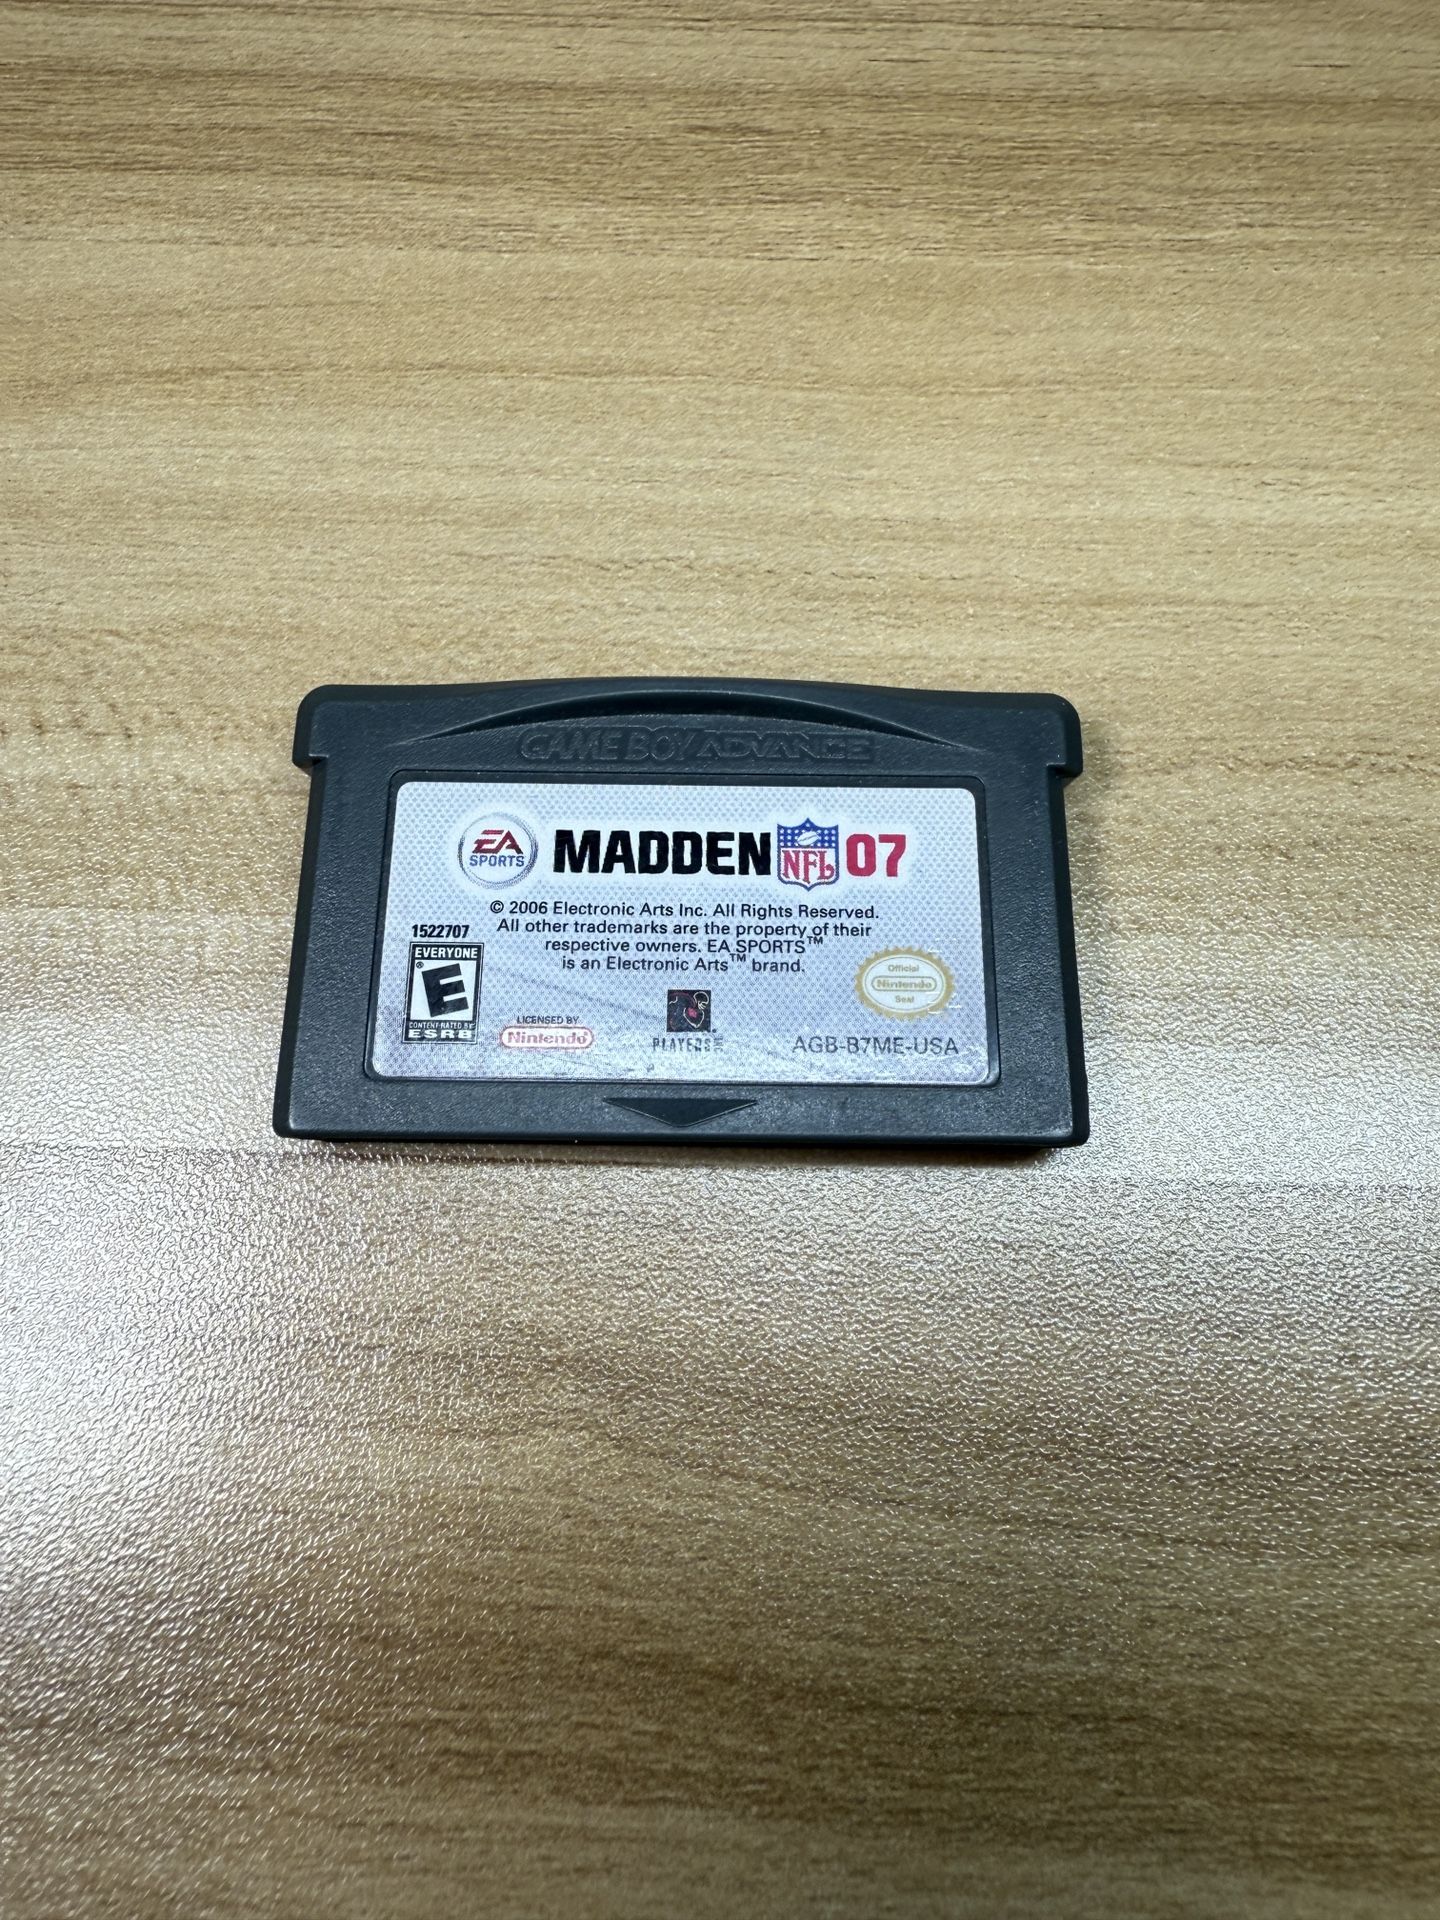 GAME BOY ADVANCE
EA SPORTS MADDEN NFL 07
© 2006 Electronic Arts Inc. All Rights Reserved.
All other trademarks are the property of their
respective owners. EA SPORTS™
is an Electronic Arts™ brand.
1522707
EVERYONE
E
CONTENT RATED BY
ESRB
LICENSED BY
Nintendo
PLAYERS
Official
Nintendo
Seal
AGB-B7ME-USA